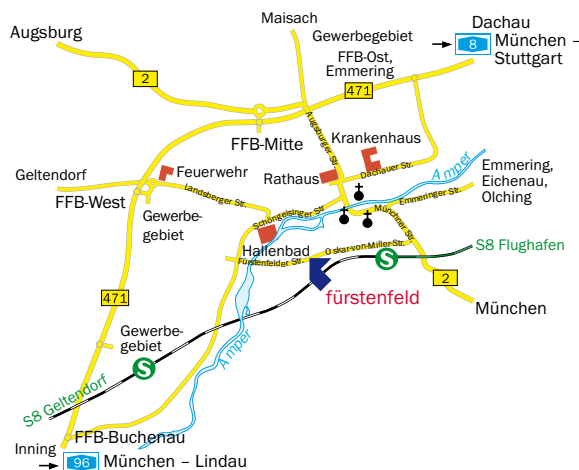 Maisach
Augsburg
Gewerbegebiet
FFB-Ost,
Emmering
Dachau
8 München –
Stuttgart
2
471
Augsburger Str.
FFB-Mitte
Krankenhaus
Geltendorf
Feuerwehr
Rathaus
Dachauer Str.
Amper
Emmering,
Eichenau,
Olching
Landsberger Str.
FFB-West
Gewerbe-
gebiet
Schöngeisinger Str.
Emmeringer Str.
Münchner Str.
Hallenbad
Oskar-von-Miller-Str.
Fürstenfelder Str.
S8 Flughafen
S
fürstenfeld
2
München
471
Gewerbe-
gebiet
Amper
S
S8 Geltendorf
FFB-Buchenau
Inning
96 München – Lindau